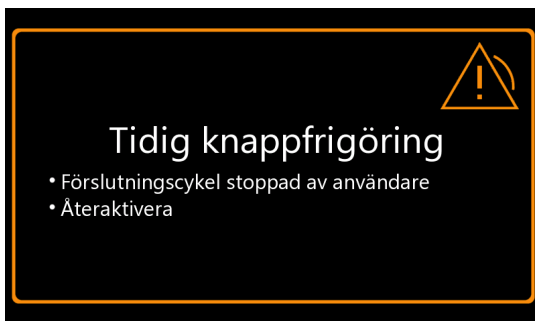 Tidig knappfrigöring
• Förslutningscykel stoppad av användare
• Återaktivera